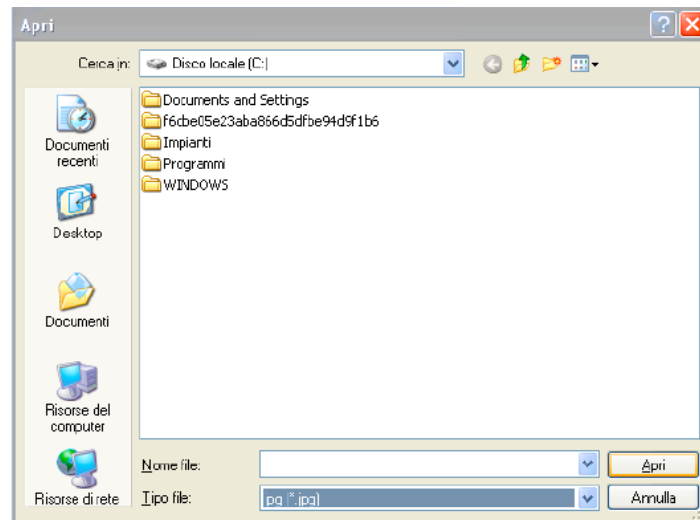 Apri
Cerca in:
Disco locale (C:)
Documents and Settings
f6cbe05e23aba866d5dfbe94d9f1b6
Impianti
Programmi
WINDOWS
Documenti
recenti
Desktop
Documenti
Risorse del
computer
Risorse di rete
Nome file:
Apri
Tipo file:
jpg (*.jpg)
Annulla